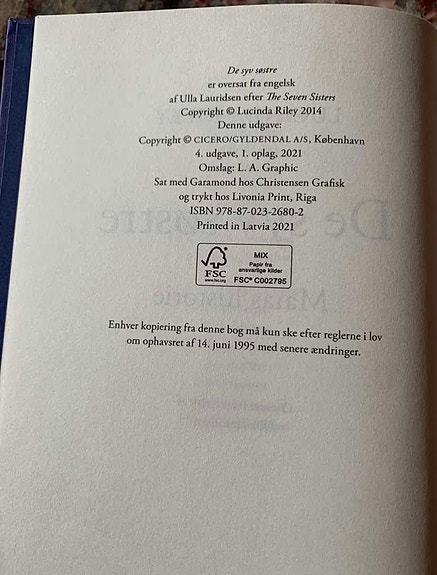 De syv søstre
er oversat fra engelsk
af Ulla Lauridsen efter The Seven Sisters
Copyright © Lucinda Riley 2014
Denne udgave:
Copyright © CICERO/GYLDENDAL A/S, København
4. udgave, 1. oplag, 2021
Omslag: L. A. Graphic
Sat med Garamond hos Christensen Grafisk
og trykt hos Livonia Print, Riga
ISBN 978-87-023-2680-2
Printed in Latvia 2021
FSC
www.fsc.org
MIX
Papir fra
ansvarlige kilder
FSC® C002795
Enhver kopiering fra denne bog må kun ske efter reglerne i lov
om ophavsret af 14. juni 1995 med senere ændringer.